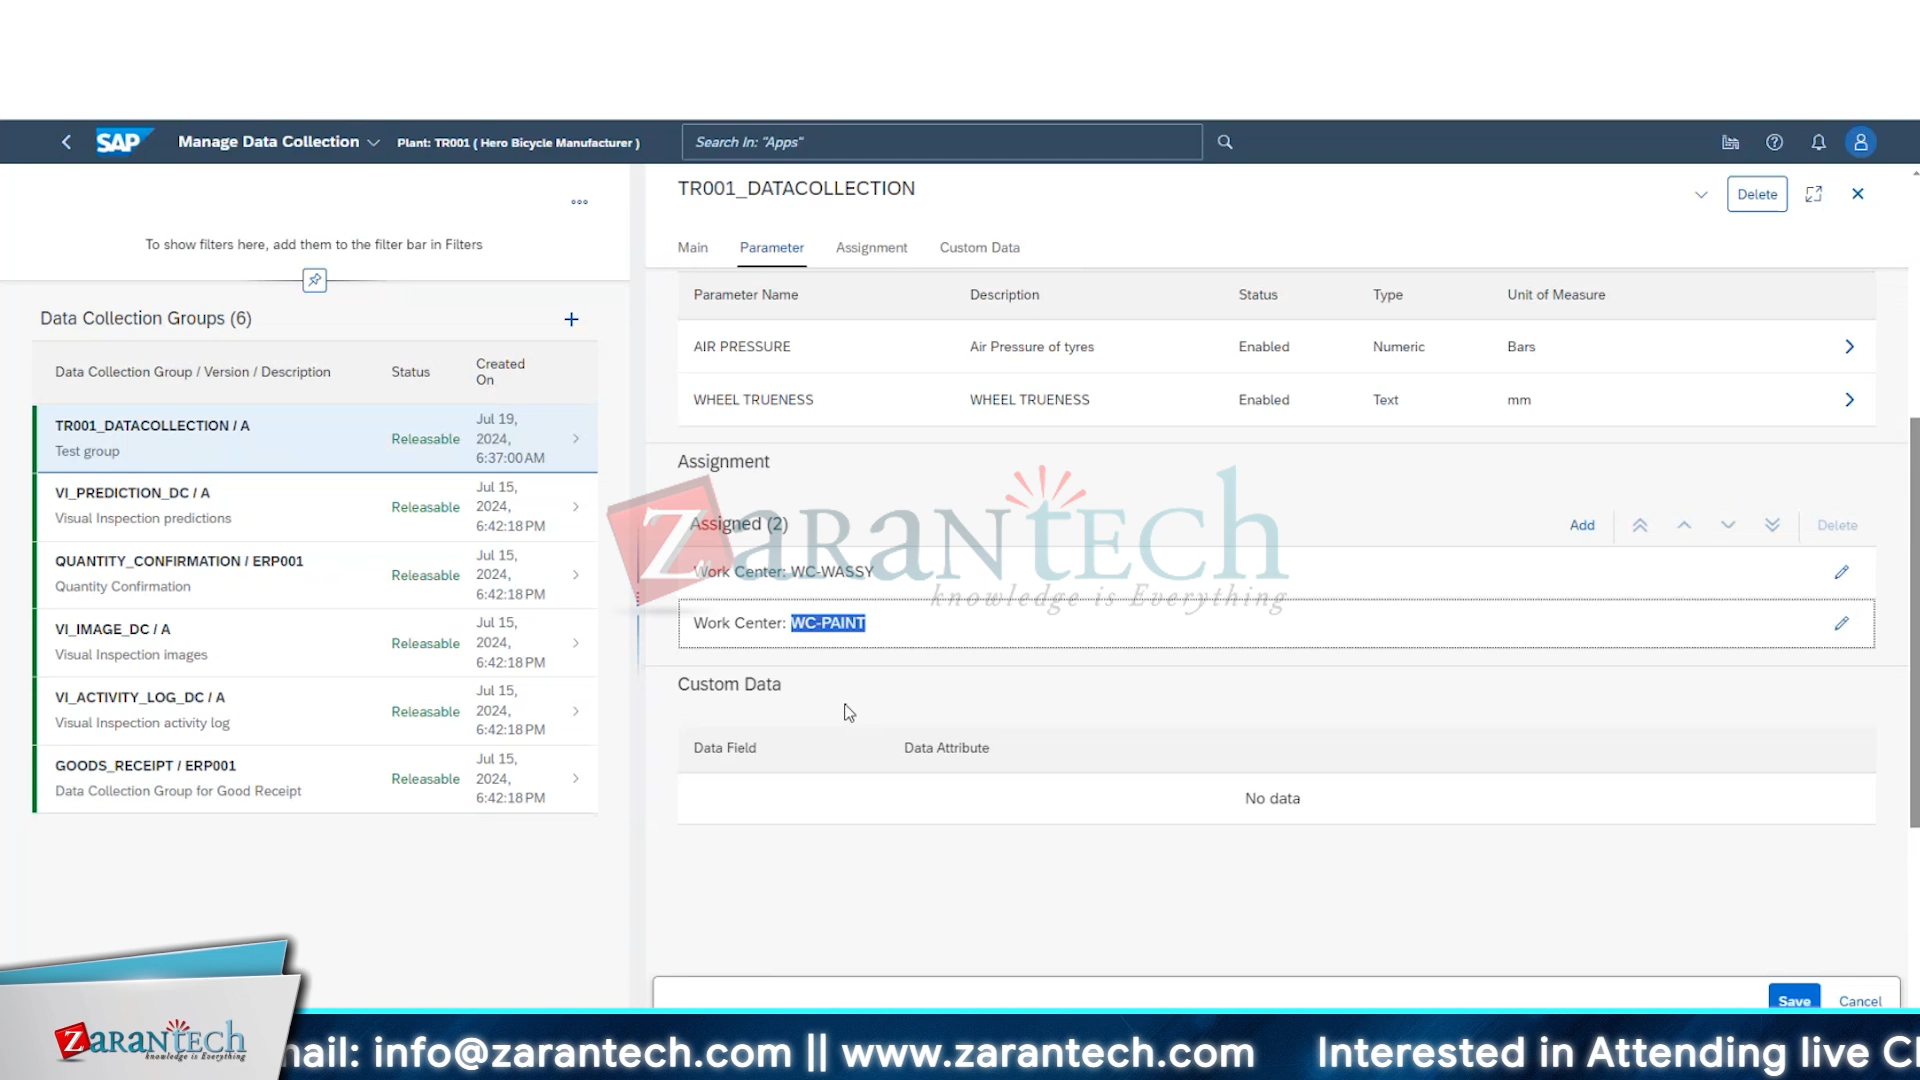 SAP
Manage Data Collection
Plant: TR001 ( Hero Bicycle Manufacturer )
Search In: "Apps"
To show filters here, add them to the filter bar in Filters
Data Collection Groups (6)
Data Collection Group / Version / Description
Status
Created
On
TR001_DATACOLLECTION / A
Test group
Releasable
Jul 19,
2024,
6:37:00 AM
VI_PREDICTION_DC / A
Visual Inspection predictions
Releasable
Jul 15,
2024,
6:42:18 PM
QUANTITY_CONFIRMATION / ERP001
Quantity Confirmation
Releasable
Jul 15,
2024,
6:42:18 PM
VI_IMAGE_DC / A
Visual Inspection images
Releasable
Jul 15,
2024,
6:42:18 PM
VI_ACTIVITY_LOG_DC / A
Visual Inspection activity log
Releasable
Jul 15,
2024,
6:42:18 PM
GOODS_RECEIPT / ERP001
Data Collection Group for Good Receipt
Releasable
Jul 15,
2024,
6:42:18 PM
TR001_DATACOLLECTION
Delete
Main Parameter Assignment Custom Data
Parameter Name Description Status Type Unit of Measure
AIR PRESSURE Air Pressure of tyres Enabled Numeric Bars
WHEEL TRUENESS WHEEL TRUENESS Enabled Text mm
Assignment
Assigned (2)
Add
Delete
Work Center: WC-WASSY
Work Center: WC-PAINT
ZaranTech
knowledge is Everything
Custom Data
Data Field Data Attribute
No data
Save
Cancel
ZaranTech
knowledge is Everything
mail: info@zarantech.com || www.zarantech.com Interested in Attending live